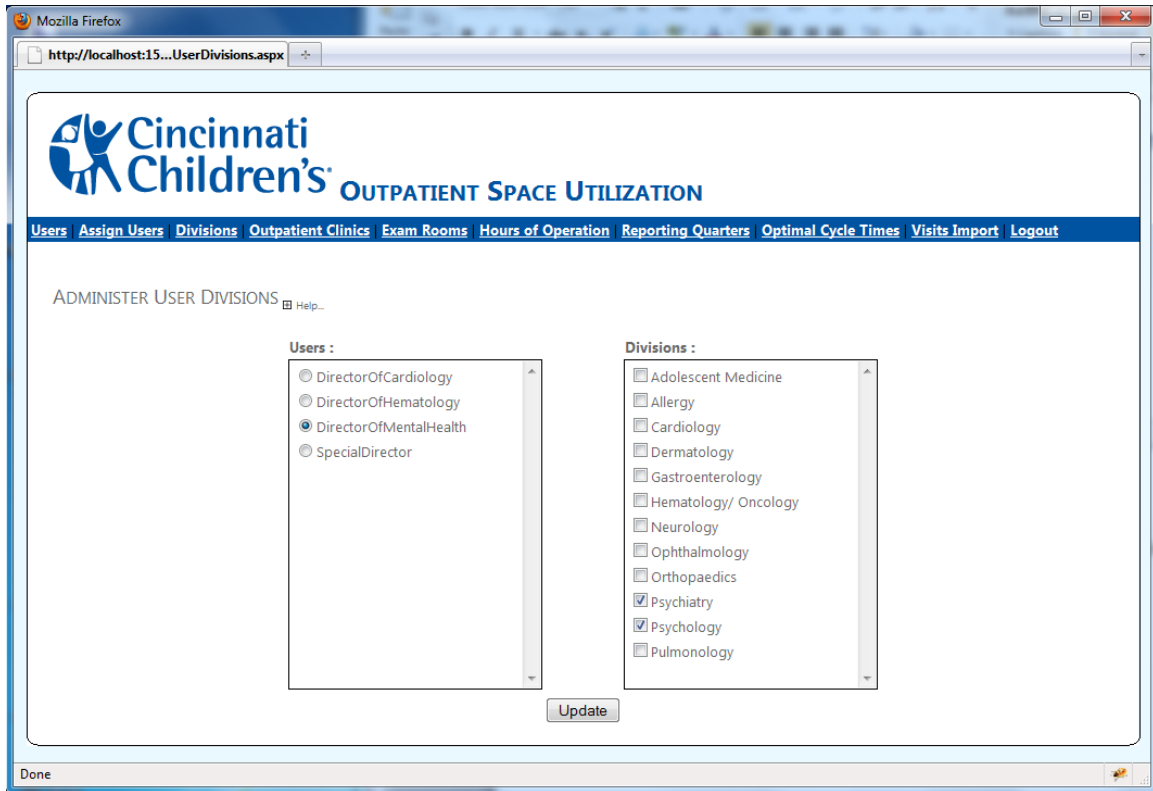 Mozilla Firefox
http://localhost:15...UserDivisions.aspx
Cincinnati
Children's
OUTPATIENT SPACE UTILIZATION
Users | Assign Users | Divisions | Outpatient Clinics | Exam Rooms | Hours of Operation | Reporting Quarters | Optimal Cycle Times | Visits Import | Logout
ADMINISTER USER DIVISIONS Help...
Users :
DirectorOfCardiology
DirectorOfHematology
DirectorOfMentalHealth
SpecialDirector
Divisions :
Adolescent Medicine
Allergy
Cardiology
Dermatology
Gastroenterology
Hematology/ Oncology
Neurology
Ophthalmology
Orthopaedics
Psychiatry
Psychology
Pulmonology
Update
Done